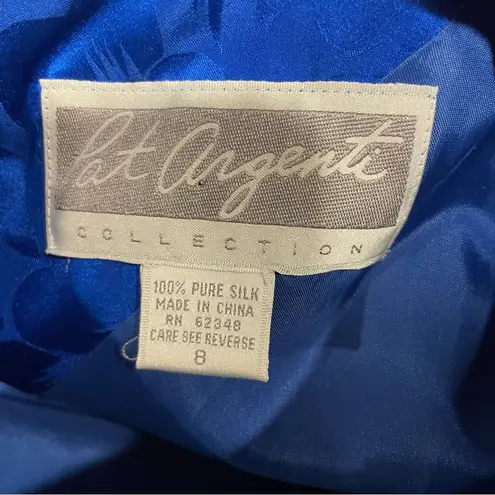 Pat Argenti
COLLECTION
100% PURE SILK
MADE IN CHINA
RN 62348
CARE SEE REVERSE
8